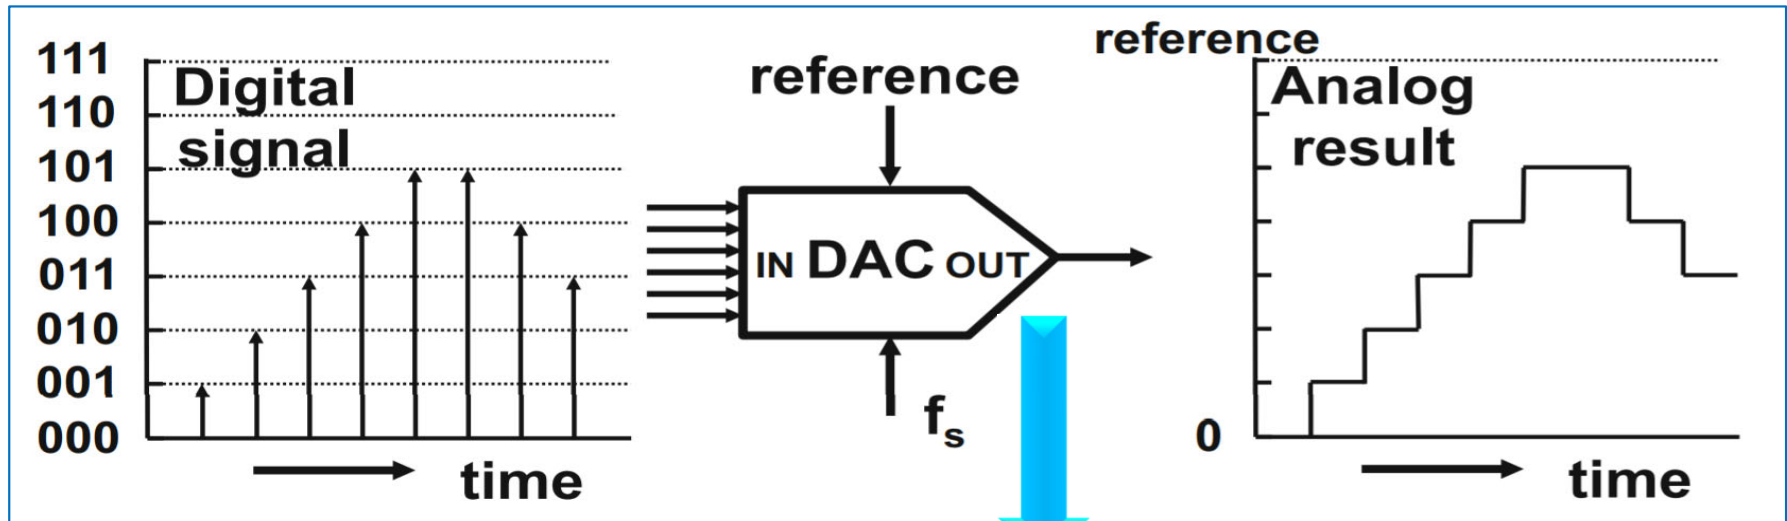 111
110
101
100
011
010
001
000
Digital
signal
time
reference
IN DAC OUT
fs
reference
Analog
result
0
time